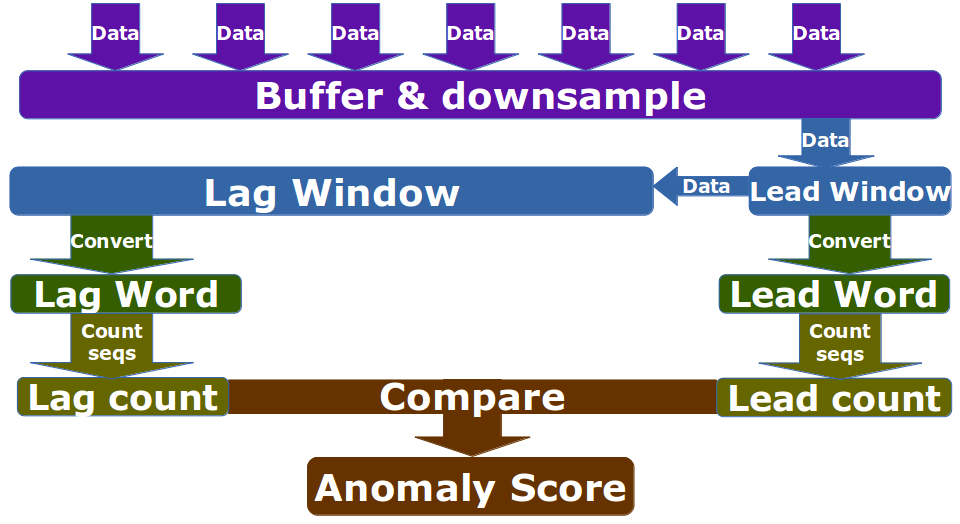 Data Data Data Data Data Data Data
Buffer & downsample
Data
Lag Window
Data
Lead Window
Convert
Convert
Lag Word
Lead Word
Count
seqs
Count
seqs
Lag count
Compare
Lead count
Anomaly Score